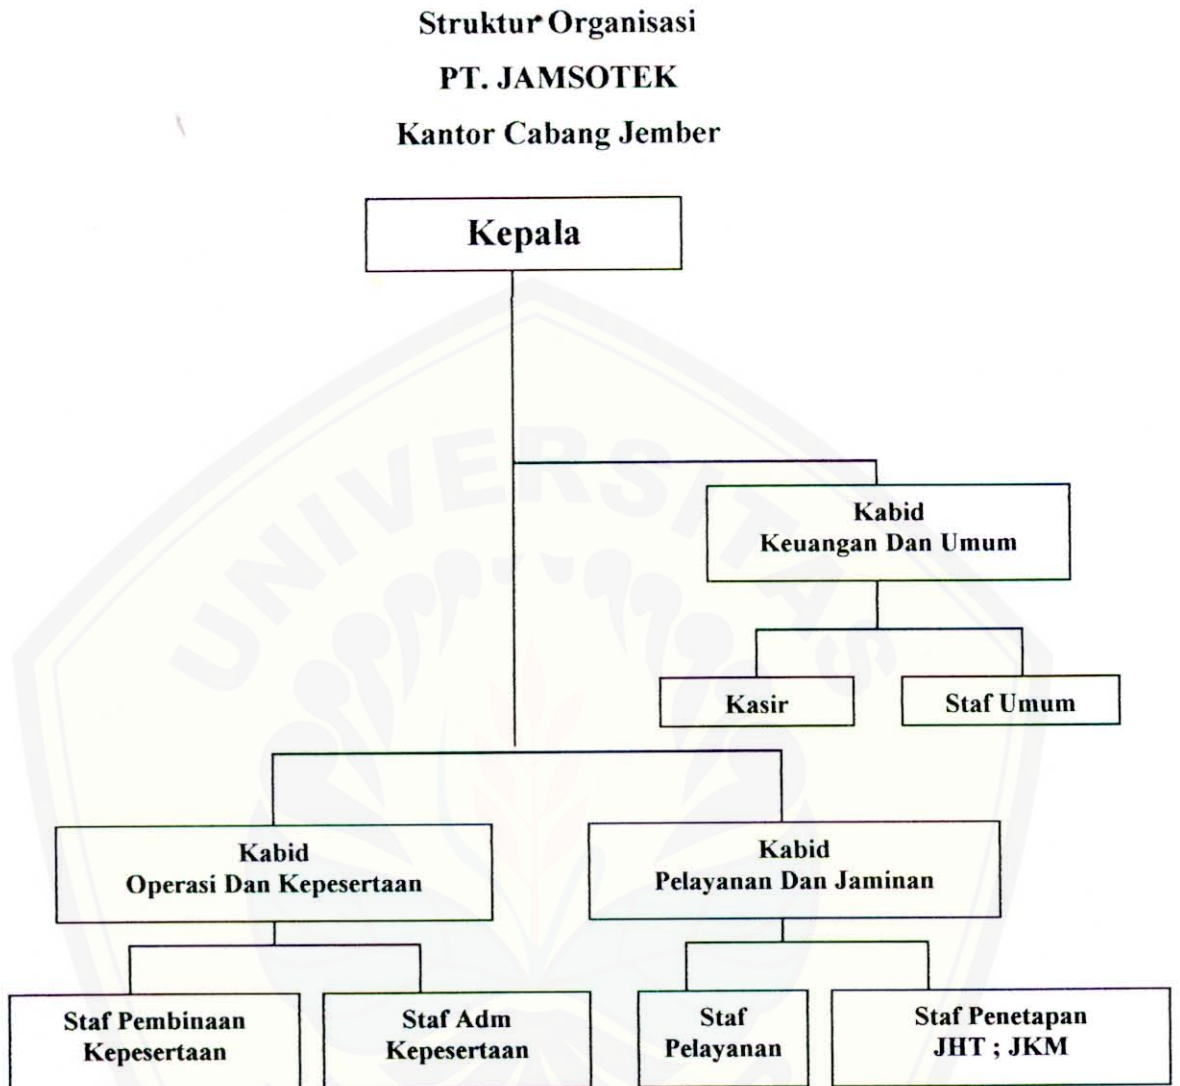 Struktur Organisasi
PT. JAMSOTEK
Kantor Cabang Jember
Kepala
UNIVERSITAS
Kabid
Keuangan Dan Umum
Kasir
Staf Umum
Kabid
Operasi Dan Kepesertaan
Kabid
Pelayanan Dan Jaminan
Staf Pembinaan
Kepesertaan
Staf Adm
Kepesertaan
Staf
Pelayanan
Staf Penetapan
JHT ; JKM